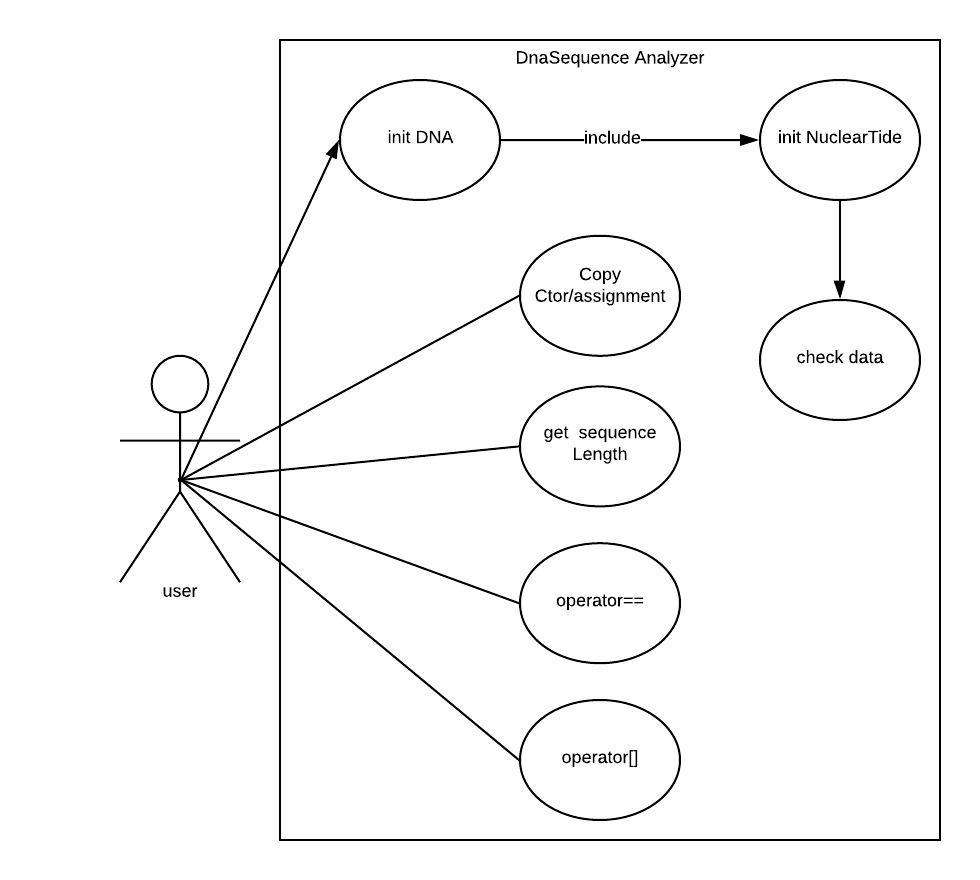 DnaSequence Analyzer
init DNA
include
init NuclearTide
Copy
Ctor/assignment
check data
get sequence
Length
user
operator==
operator[]